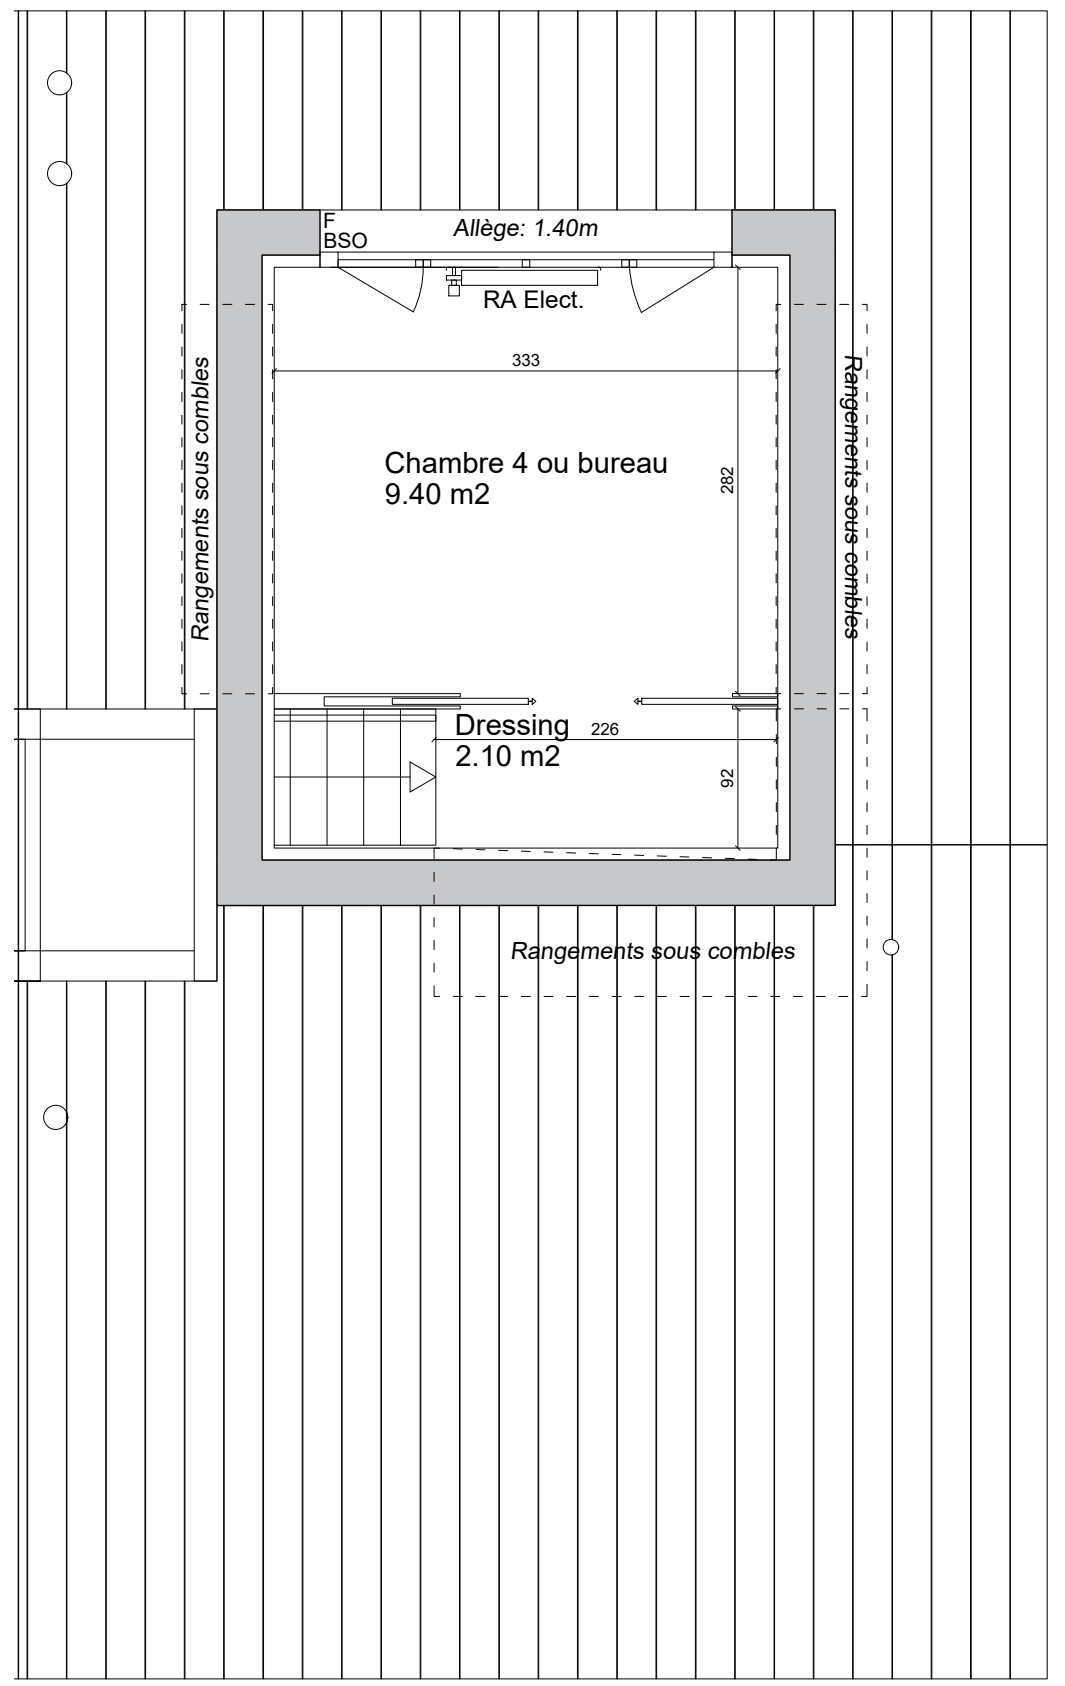 F
BSO
Allège: 1.40m
RA Elect.
333
Rangements sous combles
Rangements sous combles
Chambre 4 ou bureau
9.40 m2
282
Dressing
2.10 m2
226
92
Rangements sous combles